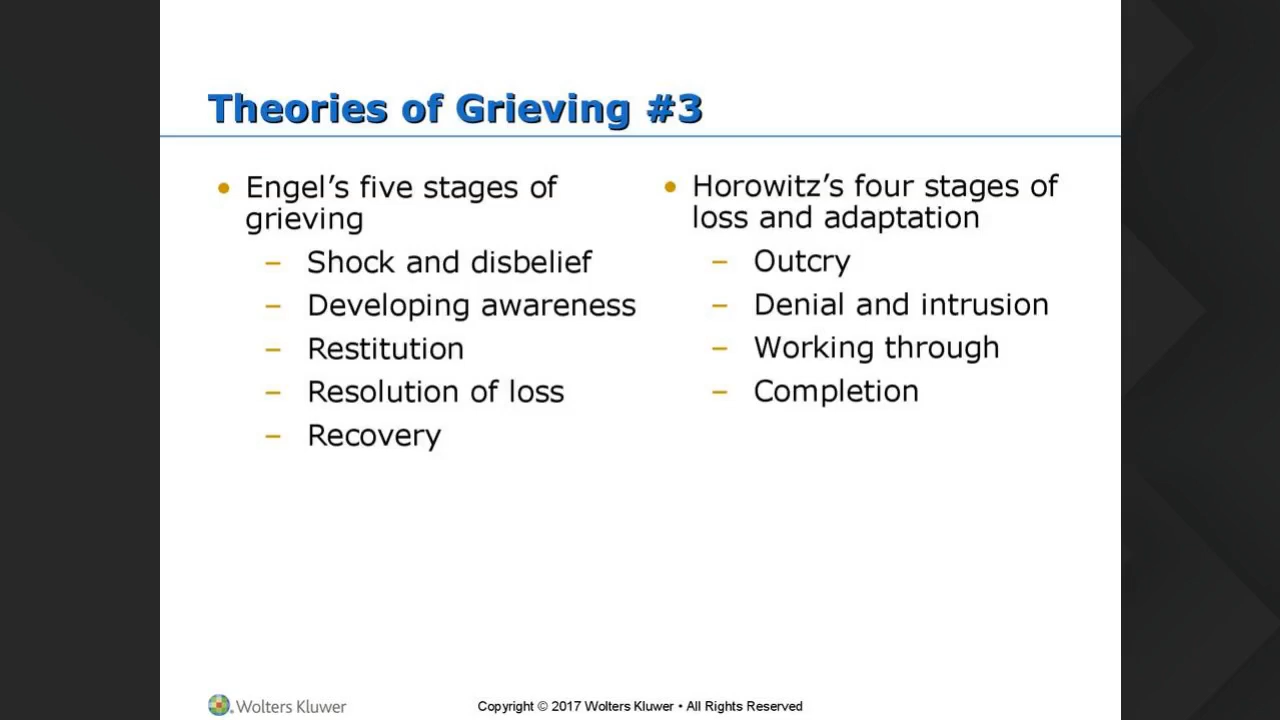 Theories of Grieving #3
• Engel’s five stages of
grieving
– Shock and disbelief
– Developing awareness
– Restitution
– Resolution of loss
– Recovery
• Horowitz’s four stages of
loss and adaptation
– Outcry
– Denial and intrusion
– Working through
– Completion
Wolters Kluwer
Copyright © 2017 Wolters Kluwer • All Rights Reserved